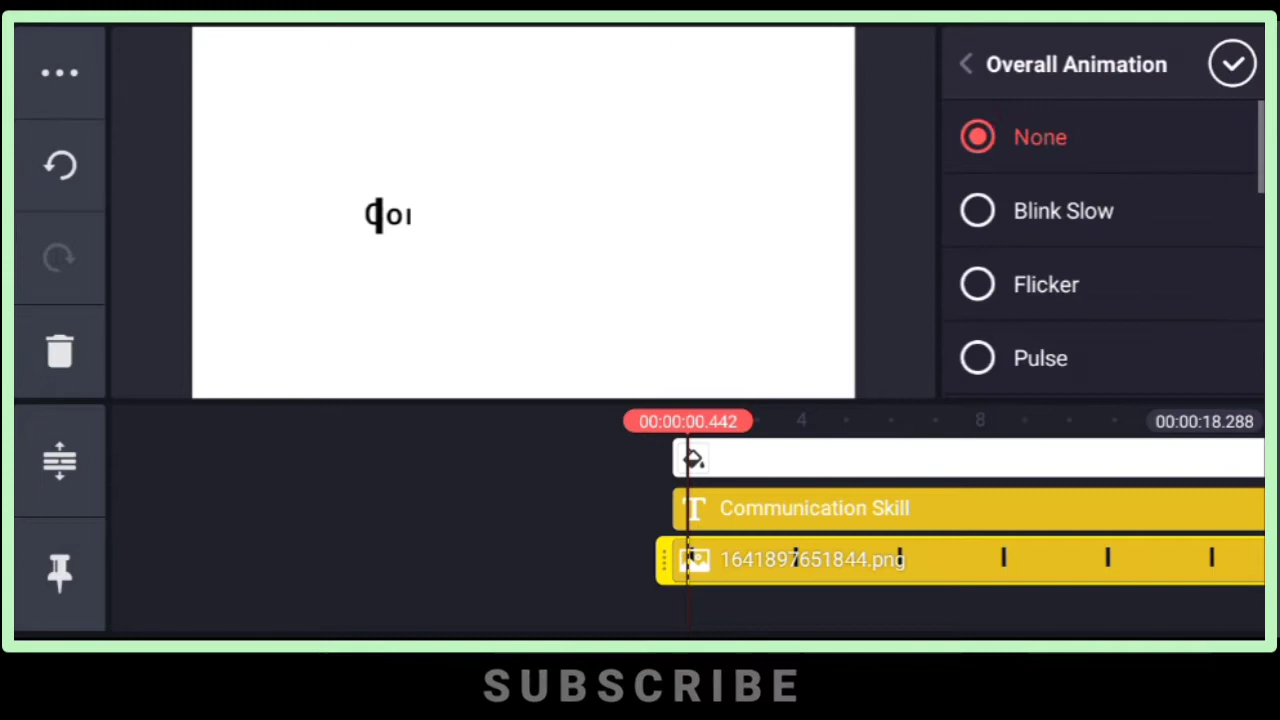 Overall Animation
None
Blink Slow
Flicker
Pulse
00:00:00.442
4
8
00:00:18.288
Communication Skill
1641897651844.png
SUBSCRIBE